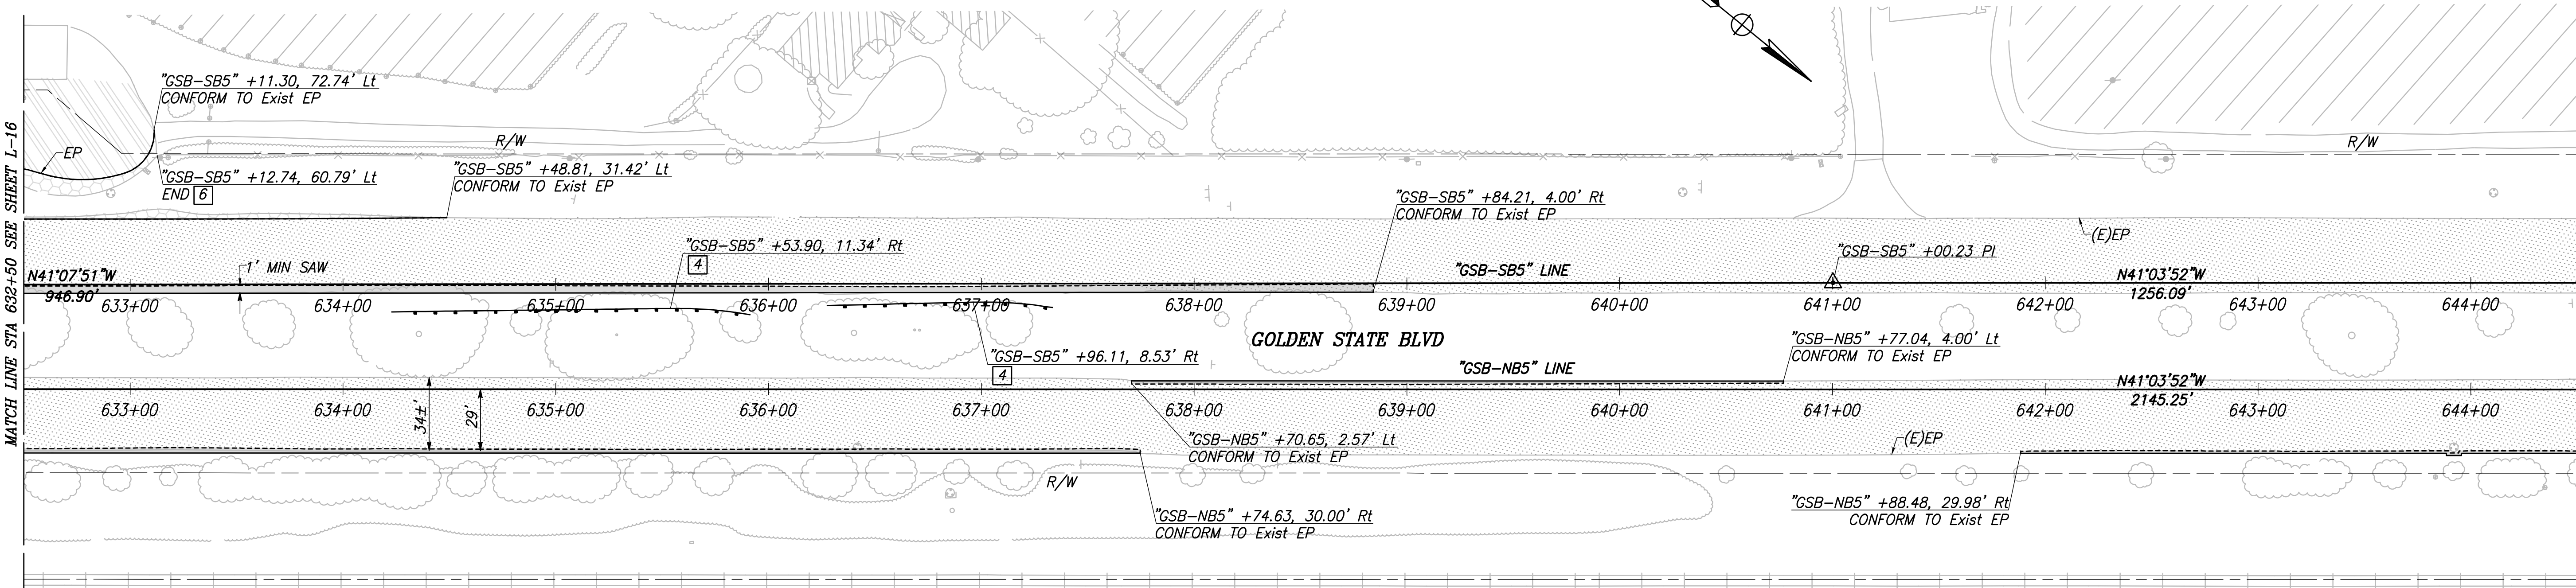 MATCH LINE STA 632+50 SEE SHEET L-16
"GSB-SB5" +11.30, 72.74' Lt
CONFORM TO Exist EP
EP
R/W
R/W
"GSB-SB5" +12.74, 60.79' Lt
END 6
"GSB-SB5" +48.81, 31.42' Lt
CONFORM TO Exist EP
"GSB-SB5" +84.21, 4.00' Rt
CONFORM TO Exist EP
(E)EP
"GSB-SB5" +53.90, 11.34' Rt
4
"GSB-SB5" +00.23 PI
1' MIN SAW
N41°07'51"W
946.90'
"GSB-SB5" LINE
N41°03'52"W
1256.09'
633+00 634+00 635+00 636+00 637+00 638+00 639+00 640+00 641+00 642+00 643+00 644+00
GOLDEN STATE BLVD
"GSB-NB5" +77.04, 4.00' Lt
CONFORM TO Exist EP
"GSB-SB5" +96.11, 8.53' Rt
4
"GSB-NB5" LINE
N41°03'52"W
2145.25'
633+00 634+00 635+00 636+00 637+00 638+00 639+00 640+00 641+00 642+00 643+00 644+00
34±'
29'
"GSB-NB5" +70.65, 2.57' Lt
CONFORM TO Exist EP
(E)EP
R/W
"GSB-NB5" +74.63, 30.00' Rt
CONFORM TO Exist EP
"GSB-NB5" +88.48, 29.98' Rt
CONFORM TO Exist EP